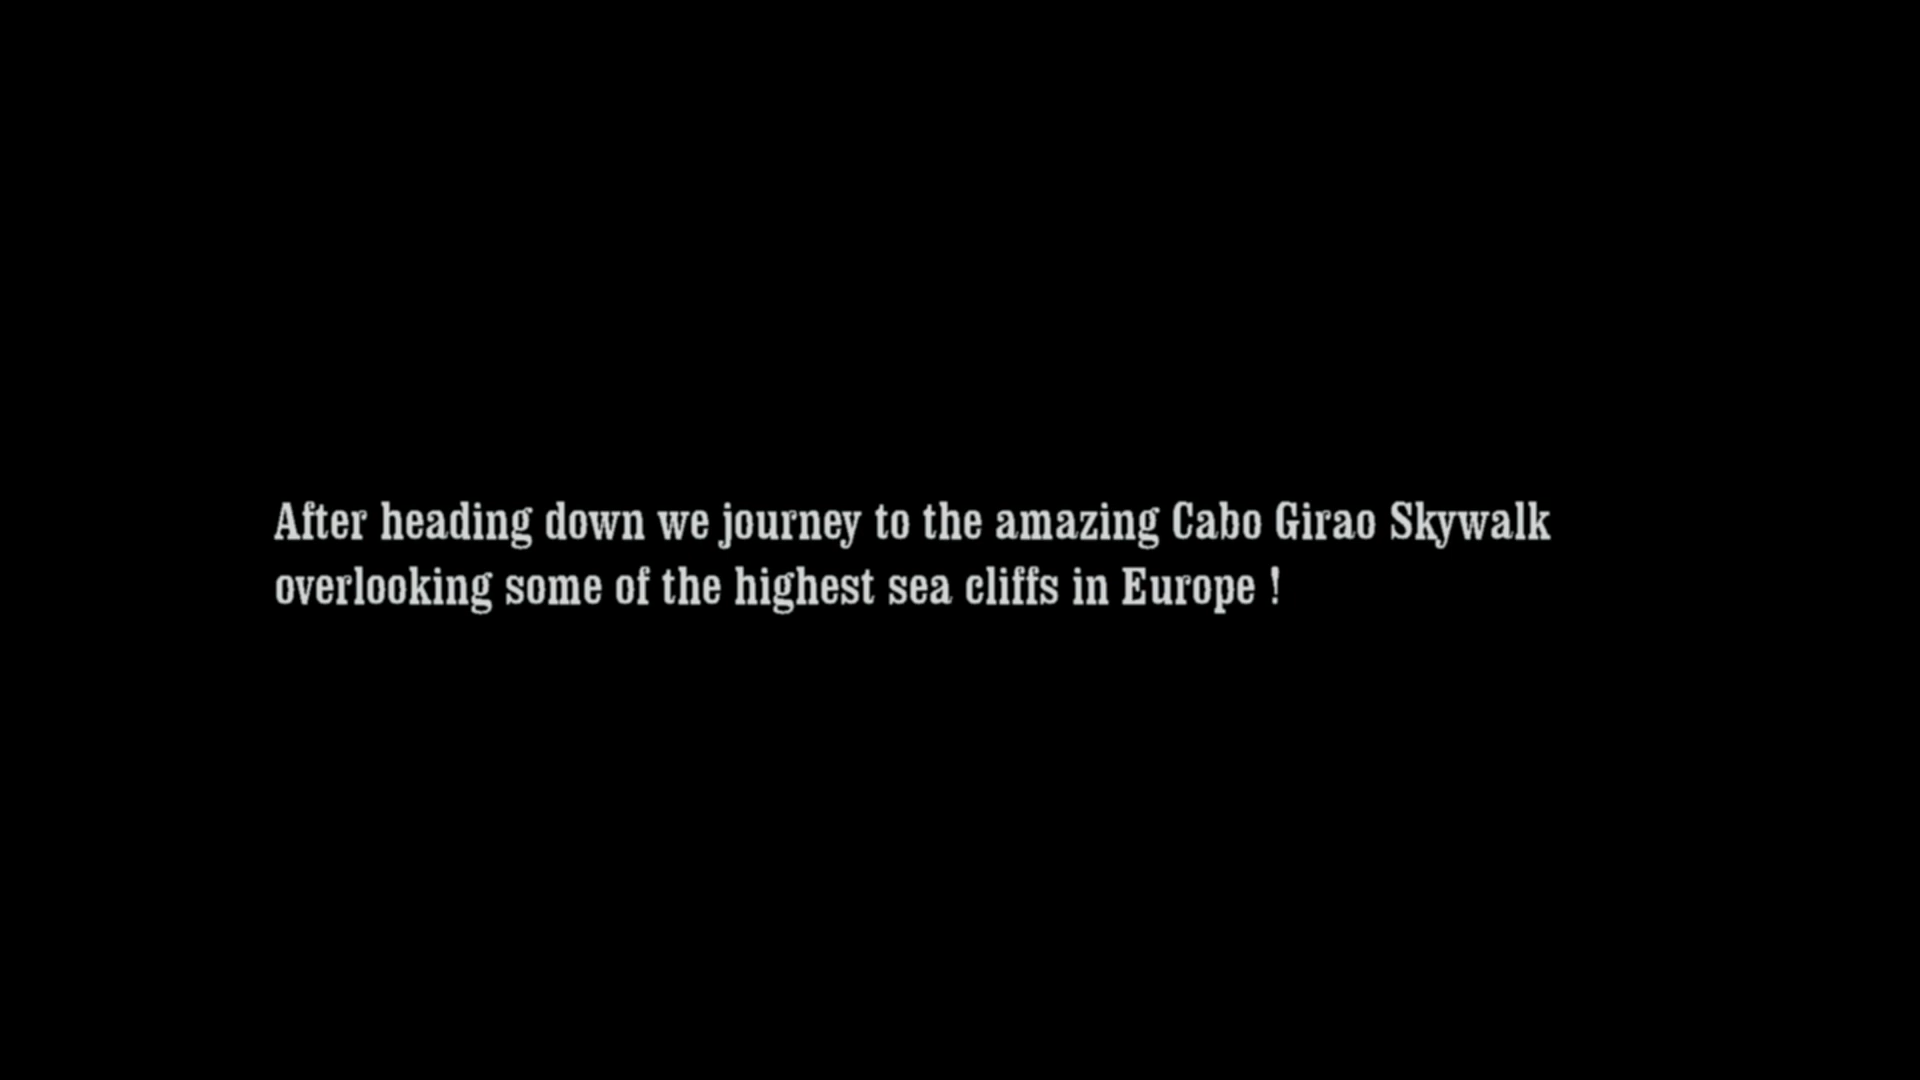 After heading down we journey to the amazing Cabo Girao Skywalk
overlooking some of the highest sea cliffs in Europe !